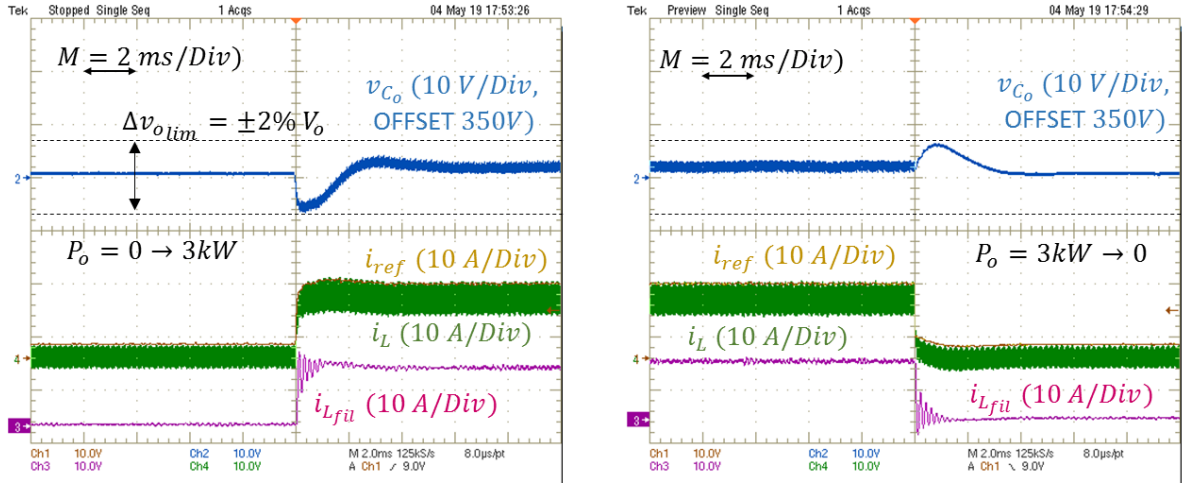 Tek Stopped Single Seq 1 Acqs 04 May 19 17:53:26
M = 2 ms/Div)
v_{C_o} (10 V/Div,
OFFSET 350V)
Δv_{o_{lim}} = ±2% V_o
2
P_o = 0 → 3kW
i_{ref} (10 A/Div)
i_L (10 A/Div)
4
i_{L_{fil}} (10 A/Div)
3
Ch1 10.0V Ch2 10.0V M 2.0ms 125kS/s 8.0µs/pt
Ch3 10.0V Ch4 10.0V A Ch1 ∕ 9.0V
Tek Preview Single Seq 1 Acqs 04 May 19 17:54:29
M = 2 ms/Div)
v_{C_o} (10 V/Div,
OFFSET 350V)
2
i_{ref} (10 A/Div)
P_o = 3kW → 0
i_L (10 A/Div)
4
i_{L_{fil}} (10 A/Div)
3
Ch1 10.0V Ch2 10.0V M 2.0ms 125kS/s 8.0µs/pt
Ch3 10.0V Ch4 10.0V A Ch1 \ 9.0V